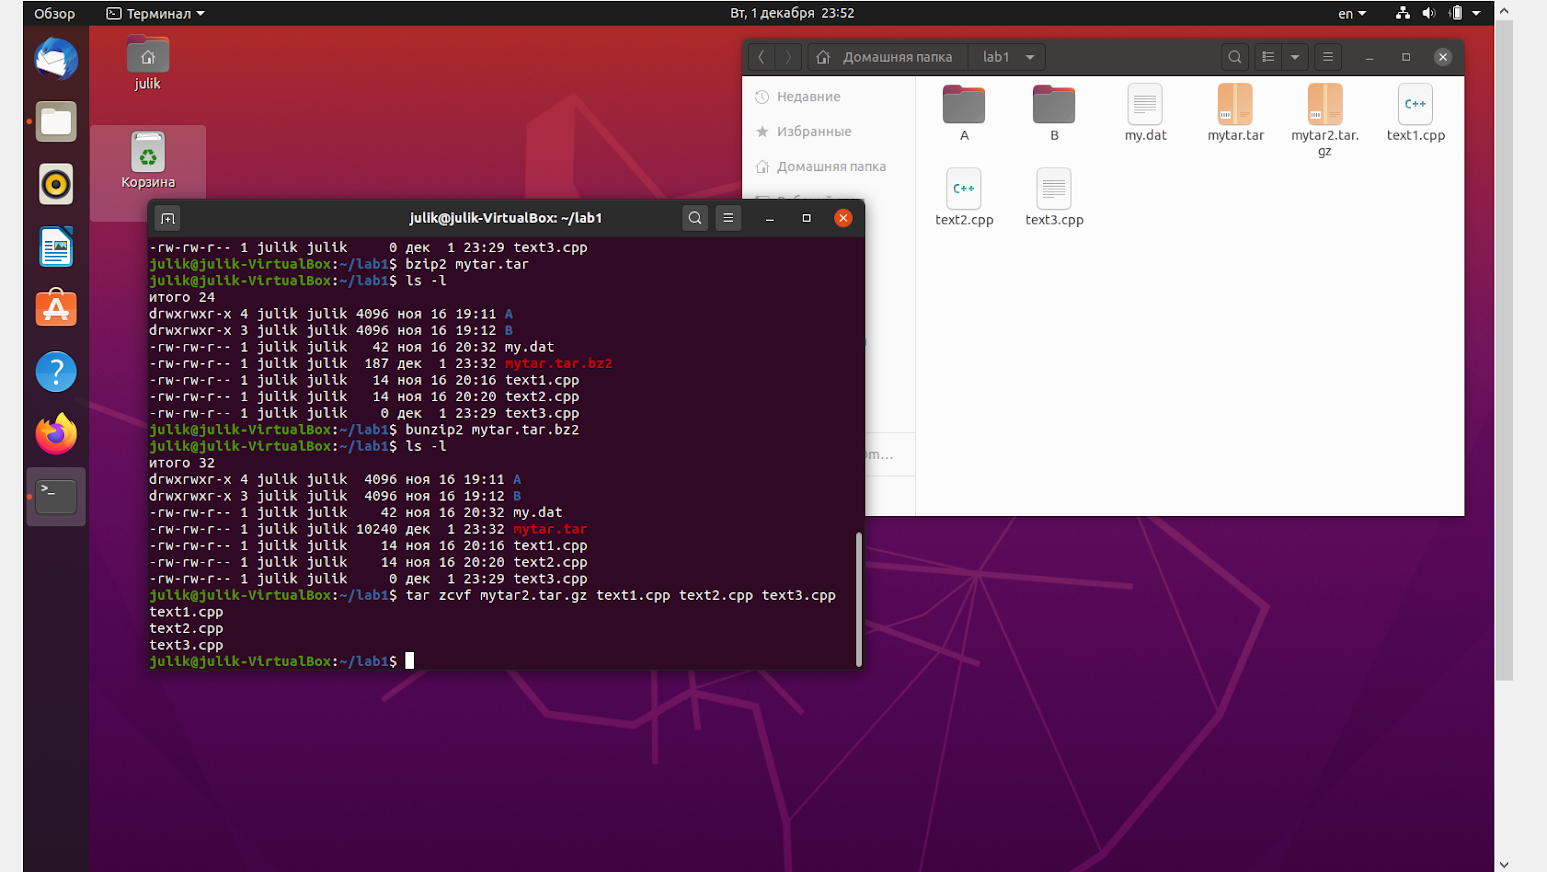 Обзор
Терминал
Вт, 1 декабря 23:52
en
julik
Корзина
Домашняя папка
lab1
Недавние
Избранные
Домашняя папка
A
B
my.dat
mytar.tar
mytar2.tar.
gz
text1.cpp
C++
C++
text2.cpp
text3.cpp
julik@julik-VirtualBox: ~/lab1
-rw-rw-r-- 1 julik julik     0 дек  1 23:29 text3.cpp
julik@julik-VirtualBox:~/lab1$ bzip2 mytar.tar
julik@julik-VirtualBox:~/lab1$ ls -l
итого 24
drwxrwxr-x 4 julik julik 4096 ноя 16 19:11 A
drwxrwxr-x 3 julik julik 4096 ноя 16 19:12 B
-rw-rw-r-- 1 julik julik   42 ноя 16 20:32 my.dat
-rw-rw-r-- 1 julik julik  187 дек  1 23:32 mytar.tar.bz2
-rw-rw-r-- 1 julik julik   14 ноя 16 20:16 text1.cpp
-rw-rw-r-- 1 julik julik   14 ноя 16 20:20 text2.cpp
-rw-rw-r-- 1 julik julik    0 дек  1 23:29 text3.cpp
julik@julik-VirtualBox:~/lab1$ bunzip2 mytar.tar.bz2
julik@julik-VirtualBox:~/lab1$ ls -l
итого 32
drwxrwxr-x 4 julik julik  4096 ноя 16 19:11 A
drwxrwxr-x 3 julik julik  4096 ноя 16 19:12 B
-rw-rw-r-- 1 julik julik    42 ноя 16 20:32 my.dat
-rw-rw-r-- 1 julik julik 10240 дек  1 23:32 mytar.tar
-rw-rw-r-- 1 julik julik    14 ноя 16 20:16 text1.cpp
-rw-rw-r-- 1 julik julik    14 ноя 16 20:20 text2.cpp
-rw-rw-r-- 1 julik julik     0 дек  1 23:29 text3.cpp
julik@julik-VirtualBox:~/lab1$ tar zcvf mytar2.tar.gz text1.cpp text2.cpp text3.cpp
text1.cpp
text2.cpp
text3.cpp
julik@julik-VirtualBox:~/lab1$